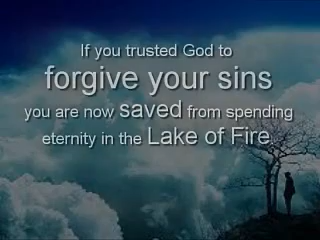 If you trusted God to
forgive your sins
you are now saved from spending
eternity in the Lake of Fire.